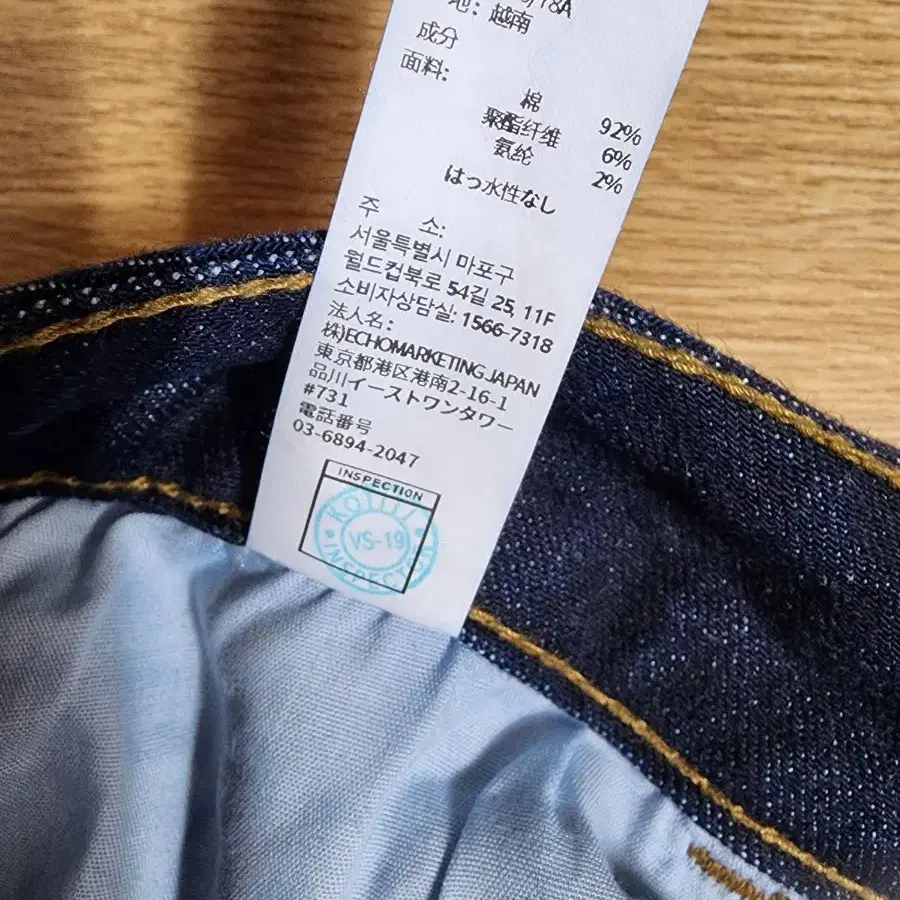 /78A
地: 越南
成分
面料:
棉 92%
聚酯纤维 6%
氨纶 2%
はっ水性なし
주 소:
서울특별시 마포구
월드컵북로 54길 25, 11F
소비자상담실: 1566-7318
法人名:
株)ECHOMARKETING JAPAN
東京都港区港南2-16-1
品川イーストワンタワー
#731
電話番号
03-6894-2047
INSPECTION
VS-19